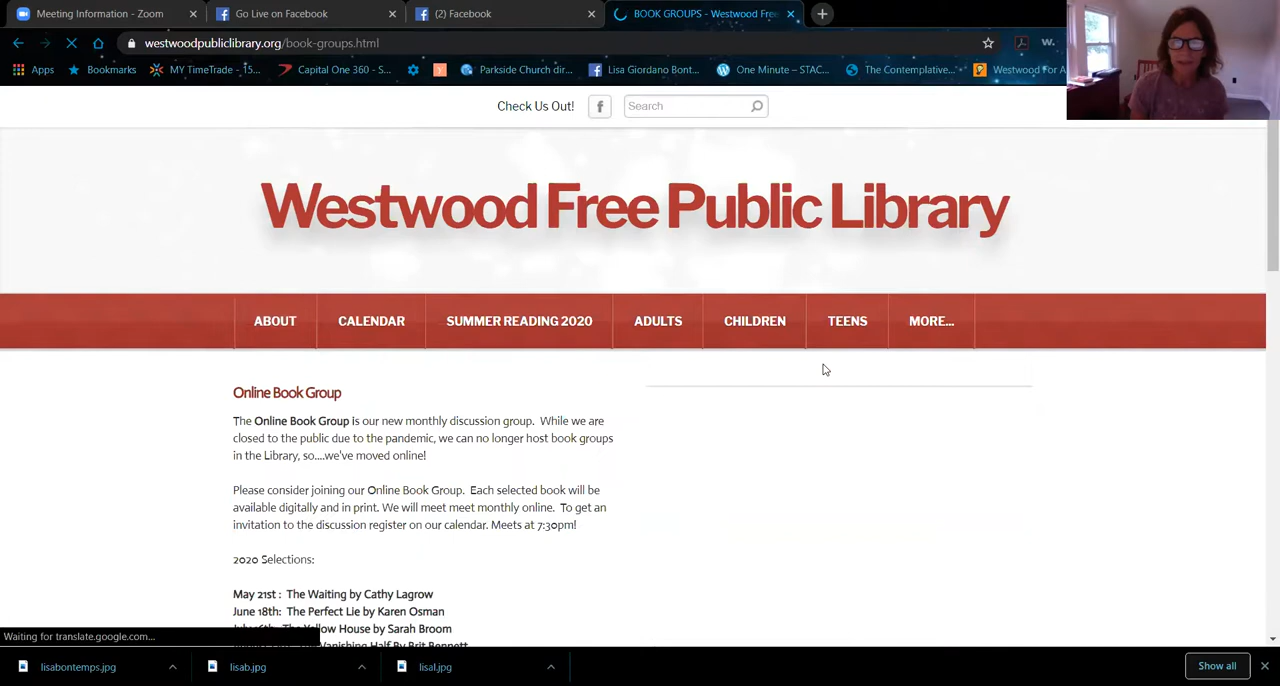 Meeting Information - Zoom
Go Live on Facebook
(2) Facebook
BOOK GROUPS - Westwood Free
westwoodpubliclibrary.org/book-groups.html
Apps
Bookmarks
MY TimeTrade - 15...
Capital One 360 - S...
Parkside Church dir...
Lisa Giordano Bont...
One Minute – STAC...
The Contemplative...
Westwood For A
Check Us Out!
Search
Westwood Free Public Library
ABOUT
CALENDAR
SUMMER READING 2020
ADULTS
CHILDREN
TEENS
MORE...
Online Book Group
The Online Book Group is our new monthly discussion group. While we are
closed to the public due to the pandemic, we can no longer host book groups
in the Library, so....we've moved online!
Please consider joining our Online Book Group. Each selected book will be
available digitally and in print. We will meet meet monthly online. To get an
invitation to the discussion register on our calendar. Meets at 7:30pm!
2020 Selections:
May 21st : The Waiting by Cathy Lagrow
June 18th: The Perfect Lie by Karen Osman
Yellow House by Sarah Broom
Vanishing Half By Brit Bennett
Waiting for translate.google.com...
lisabontemps.jpg
lisab.jpg
lisal.jpg
Show all